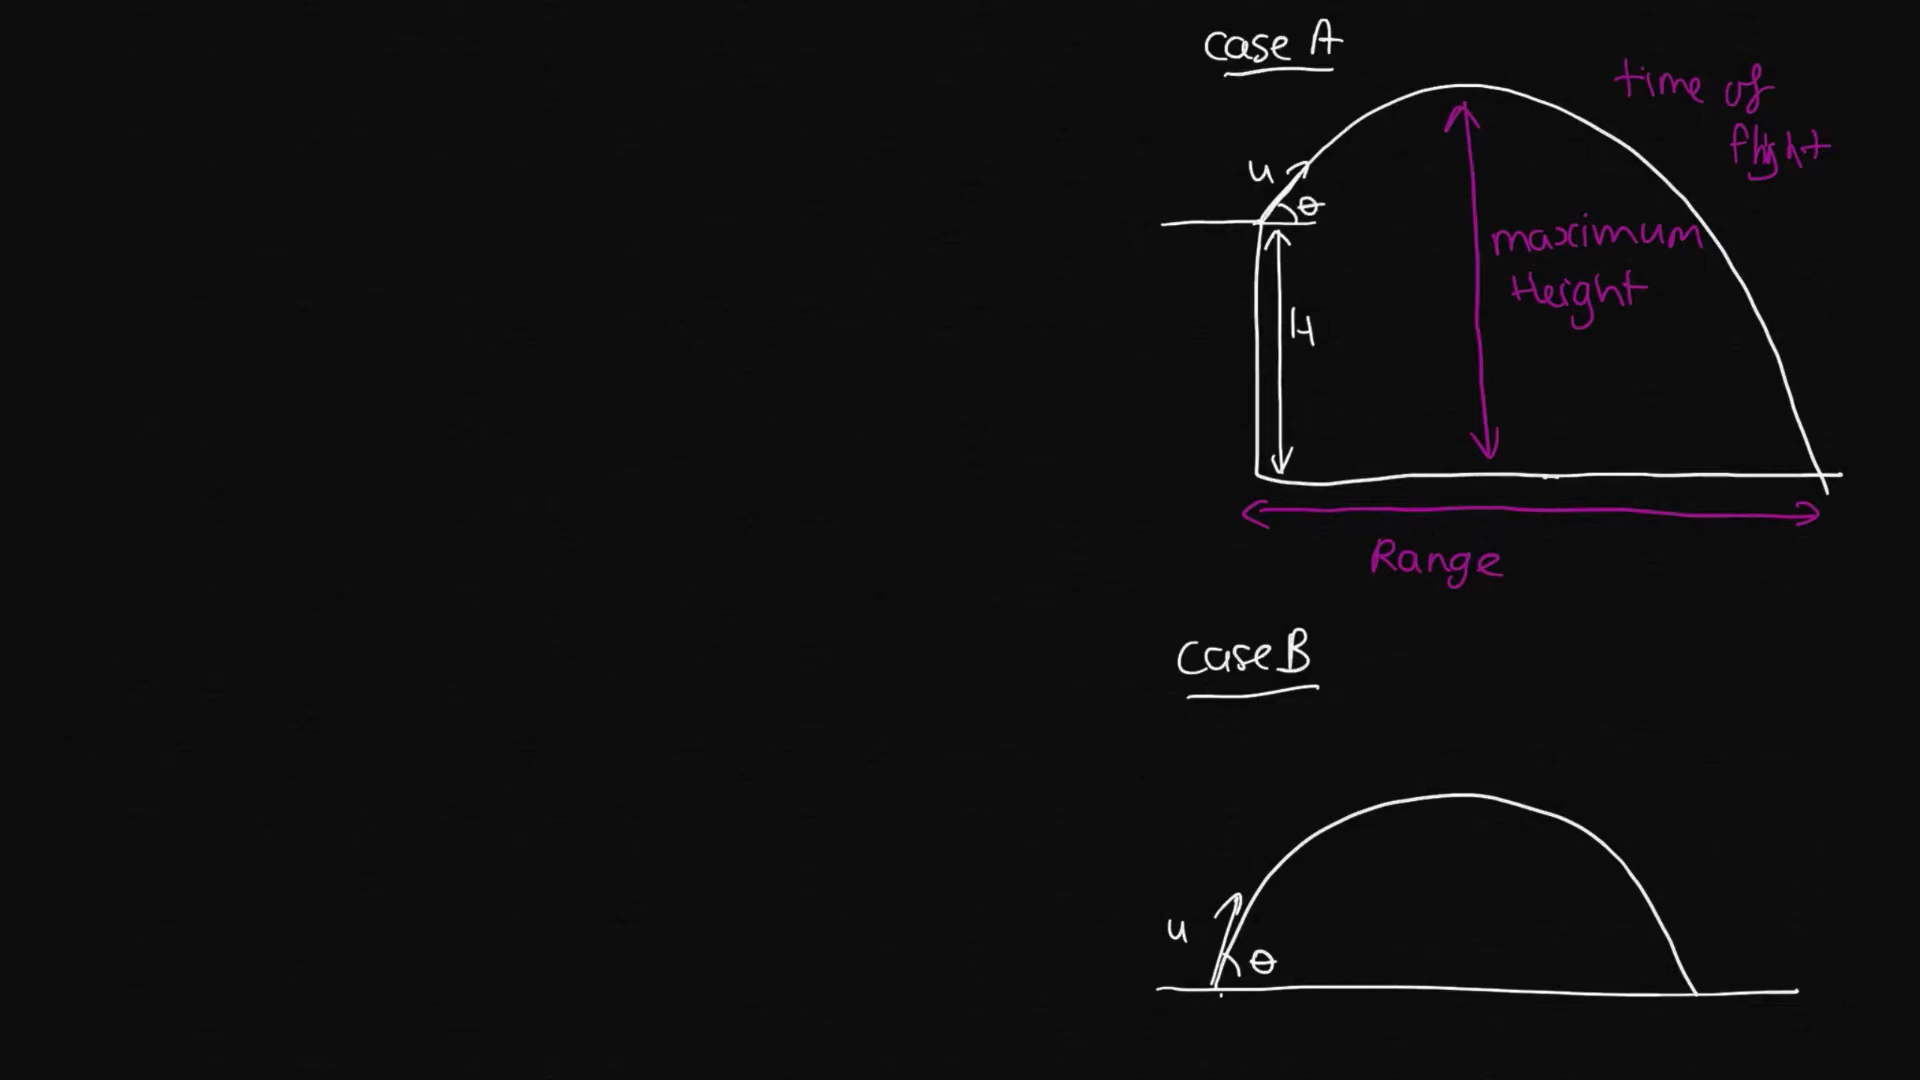 case A
time of
flight
u
θ
maximum
Height
H
Range
case B
u
θ